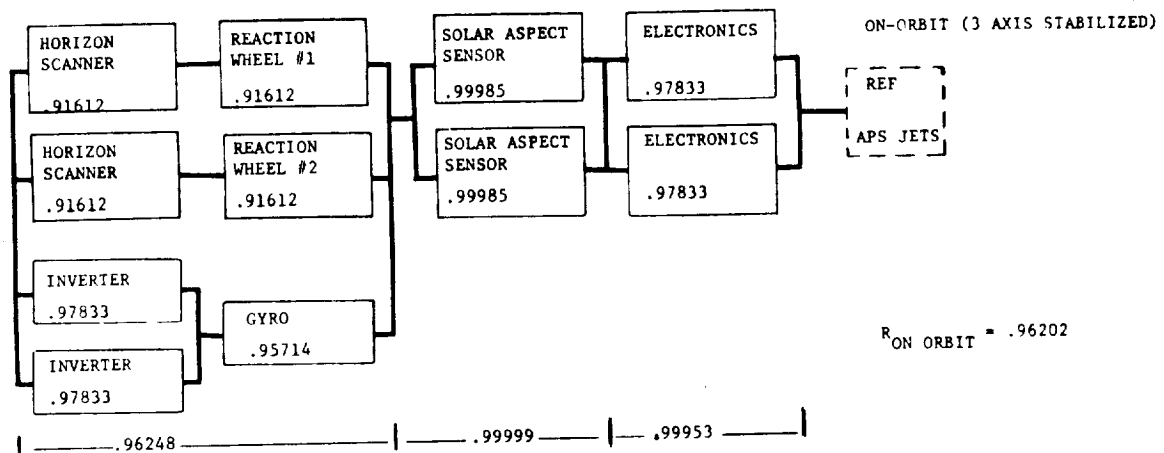 ON-ORBIT (3 AXIS STABILIZED)
HORIZON
SCANNER
.91612
REACTION
WHEEL #1
.91612
SOLAR ASPECT
SENSOR
.99985
ELECTRONICS
.97833
REF
APS JETS
HORIZON
SCANNER
.91612
REACTION
WHEEL #2
.91612
SOLAR ASPECT
SENSOR
.99985
ELECTRONICS
.97833
INVERTER
.97833
GYRO
.95714
INVERTER
.97833
R ON ORBIT = .96202
.96248
.99999
.99953